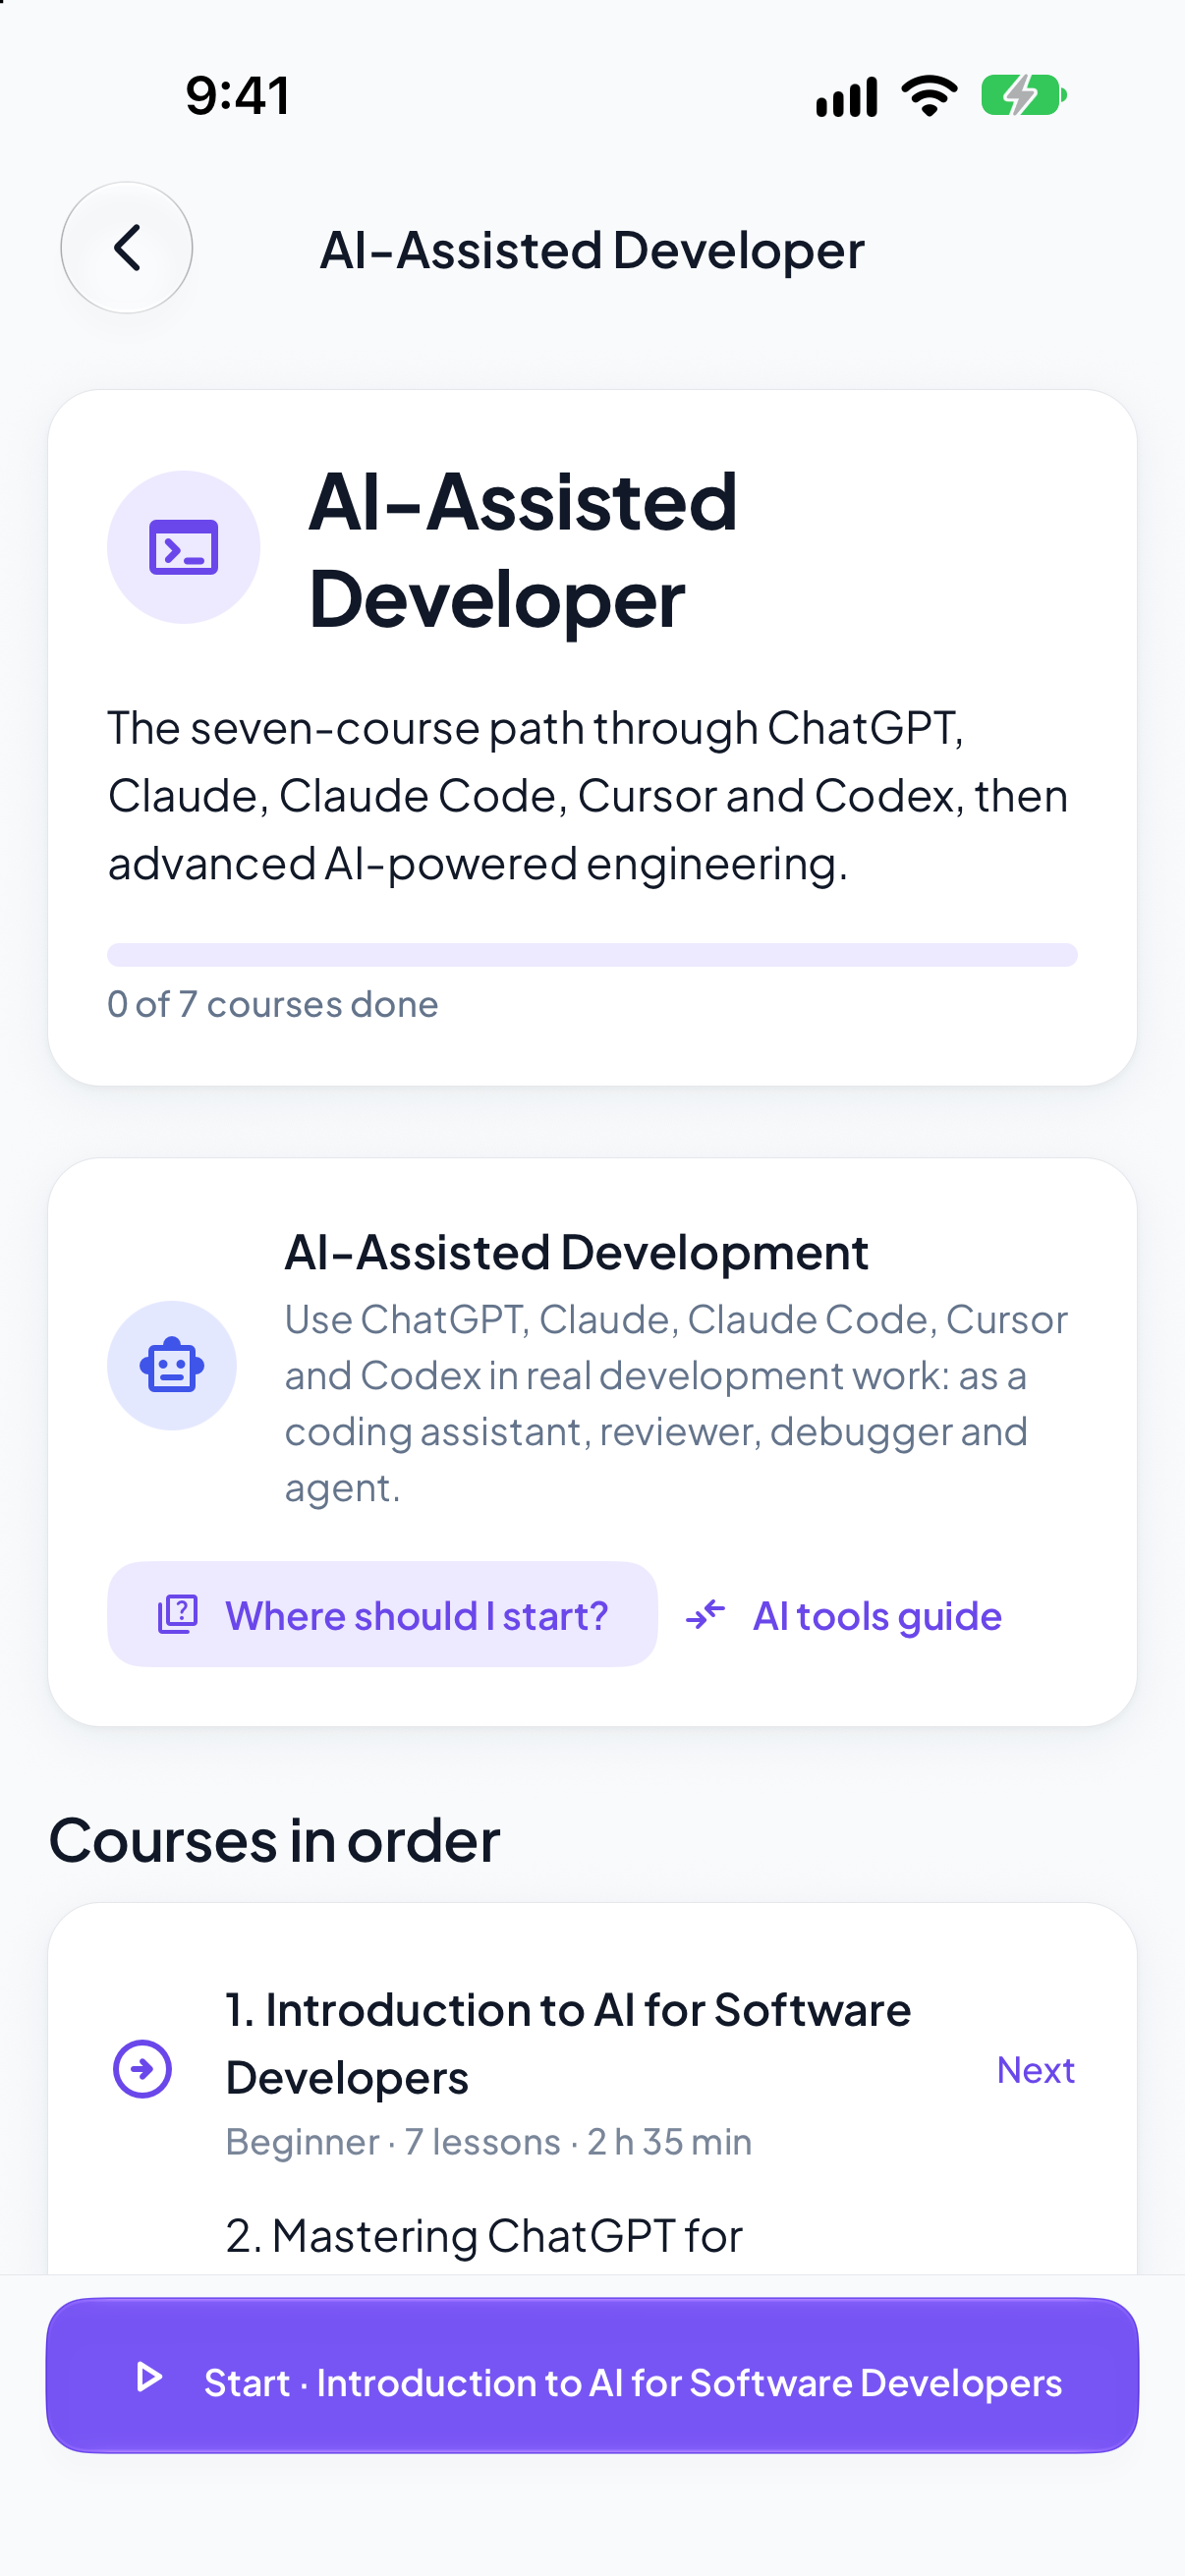 9:41
AI-Assisted Developer
AI-Assisted
Developer
The seven-course path through ChatGPT,
Claude, Claude Code, Cursor and Codex, then
advanced AI-powered engineering.
0 of 7 courses done
AI-Assisted Development
Use ChatGPT, Claude, Claude Code, Cursor
and Codex in real development work: as a
coding assistant, reviewer, debugger and
agent.
Where should I start?
AI tools guide
Courses in order
1. Introduction to AI for Software
Developers
Next
Beginner · 7 lessons · 2 h 35 min
2. Mastering ChatGPT for
Start · Introduction to AI for Software Developers